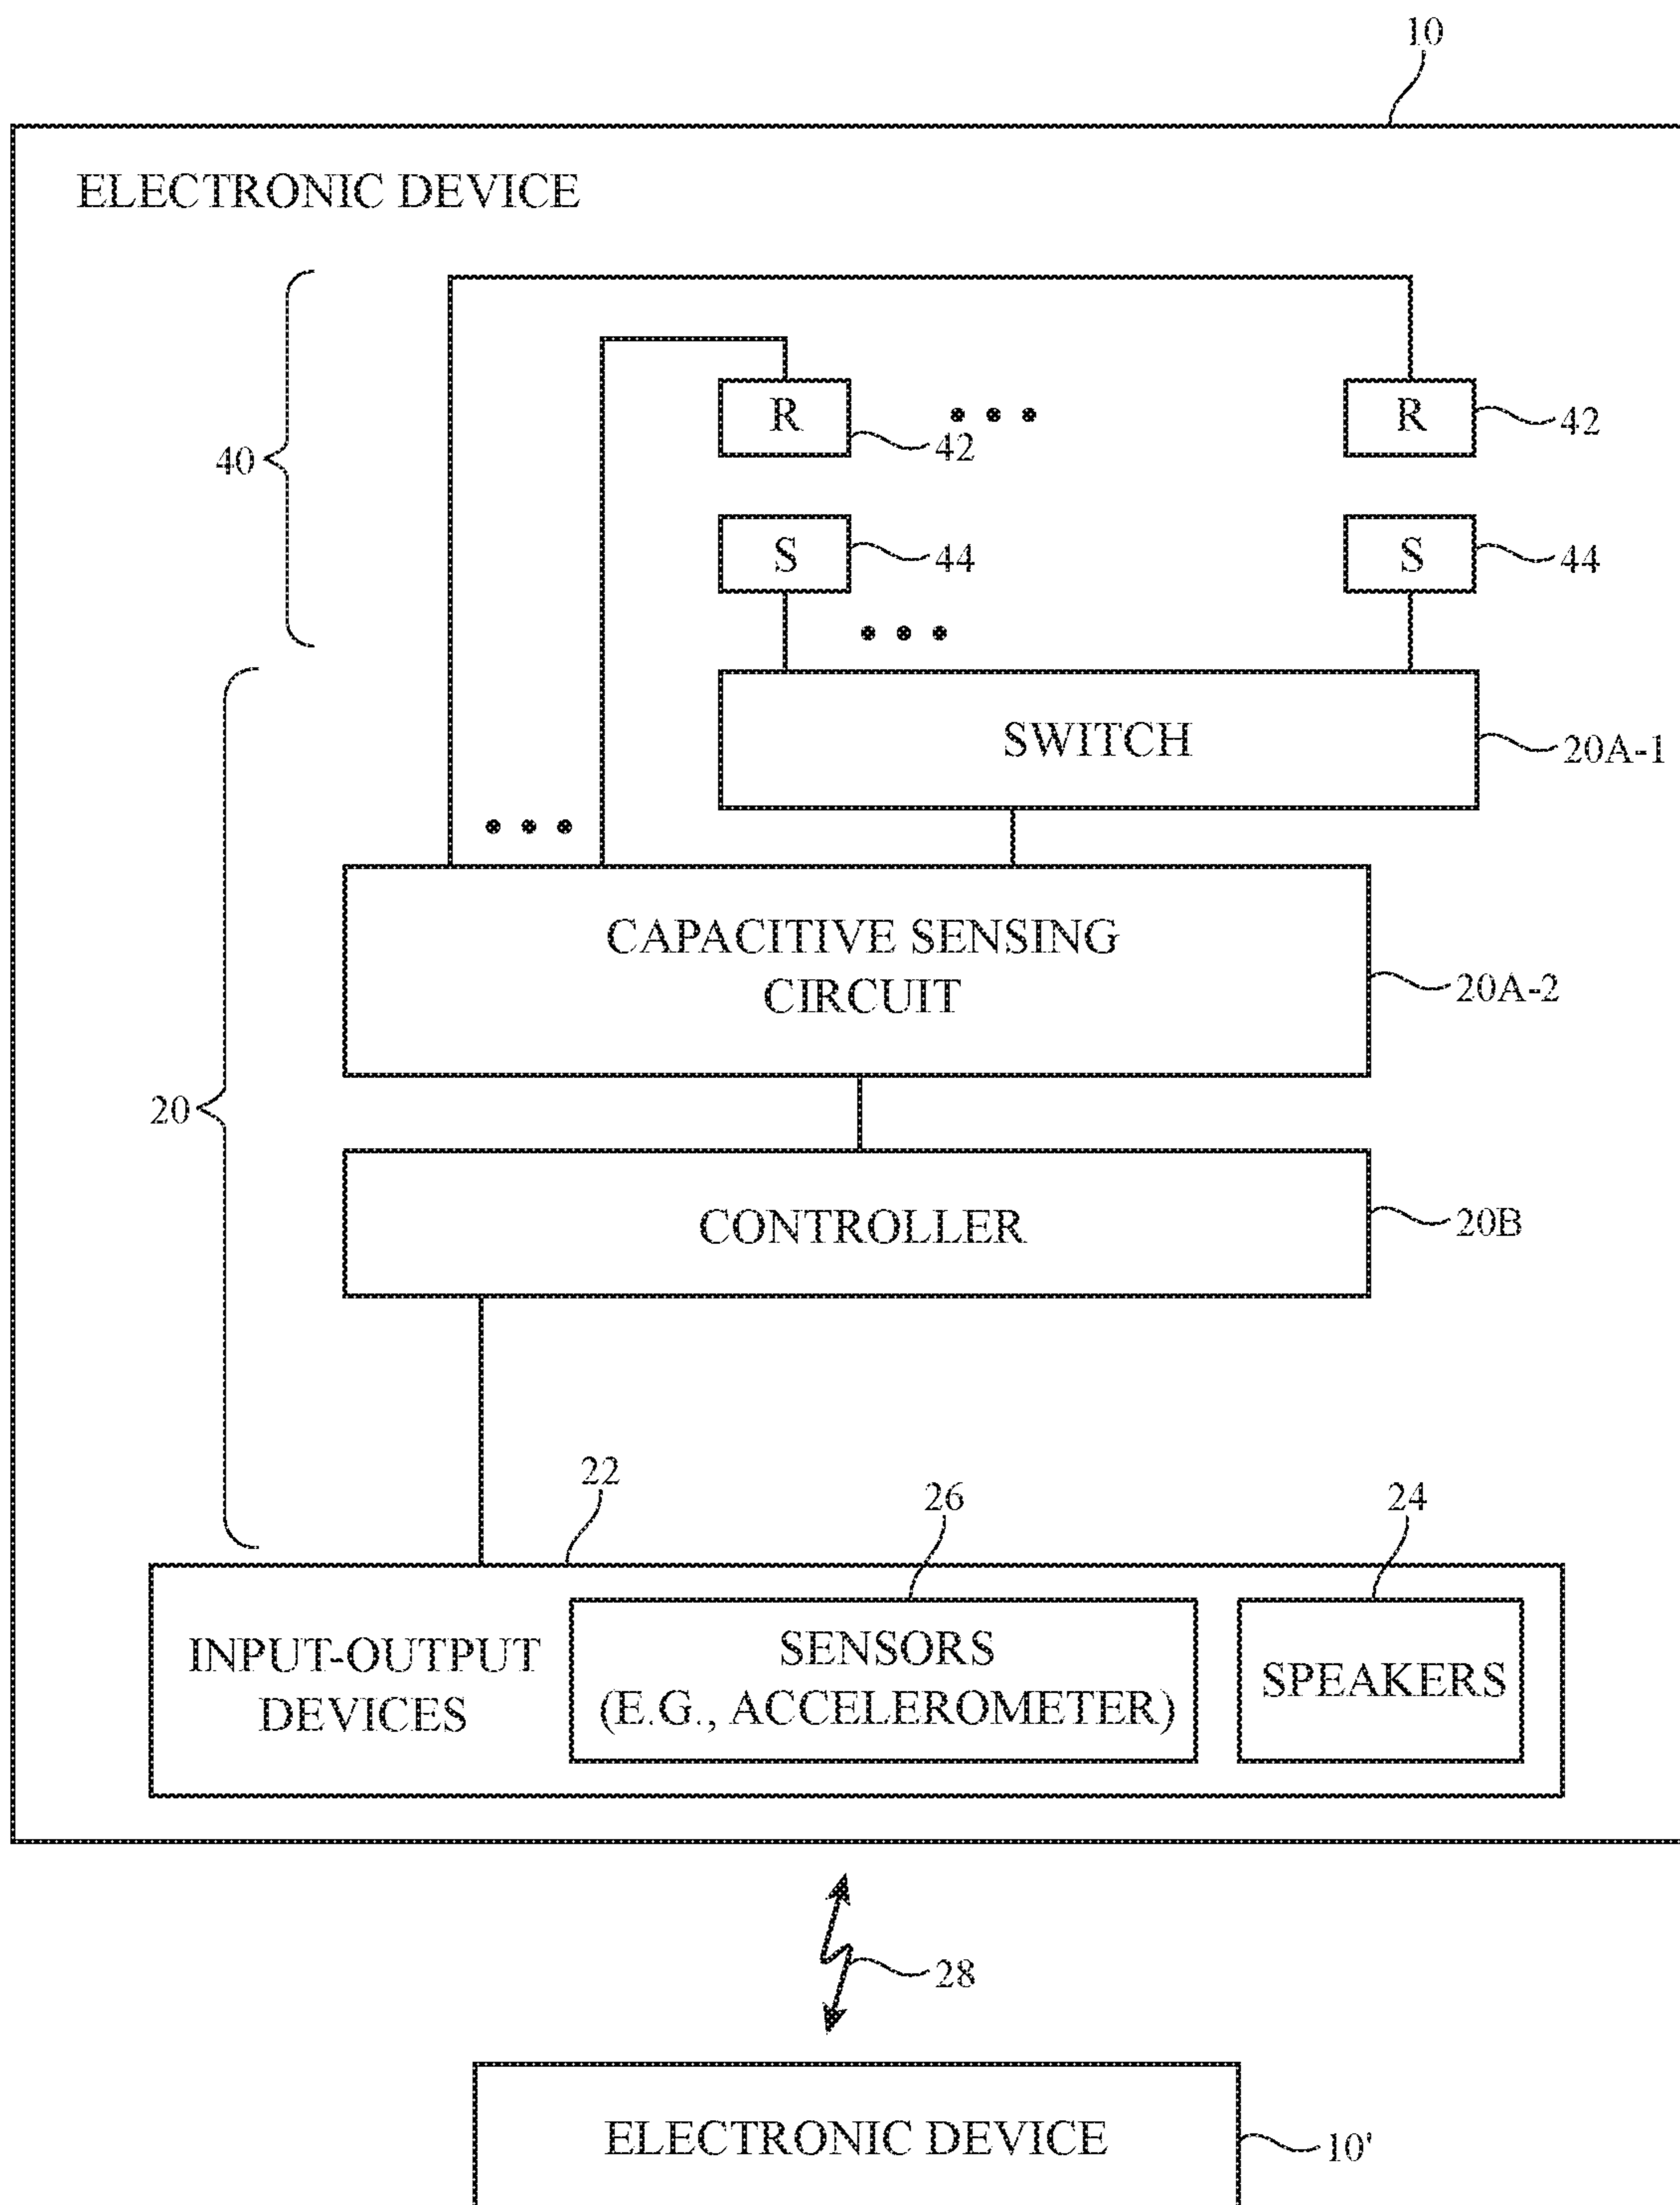 10
ELECTRONIC DEVICE
R
R
42
42
40
S
S
44
44
SWITCH
20A-1
CAPACITIVE SENSING
CIRCUIT
20A-2
20
CONTROLLER
20B
22
26
24
INPUT-OUTPUT
DEVICES
SENSORS
(E.G., ACCELEROMETER)
SPEAKERS
28
ELECTRONIC DEVICE
10'